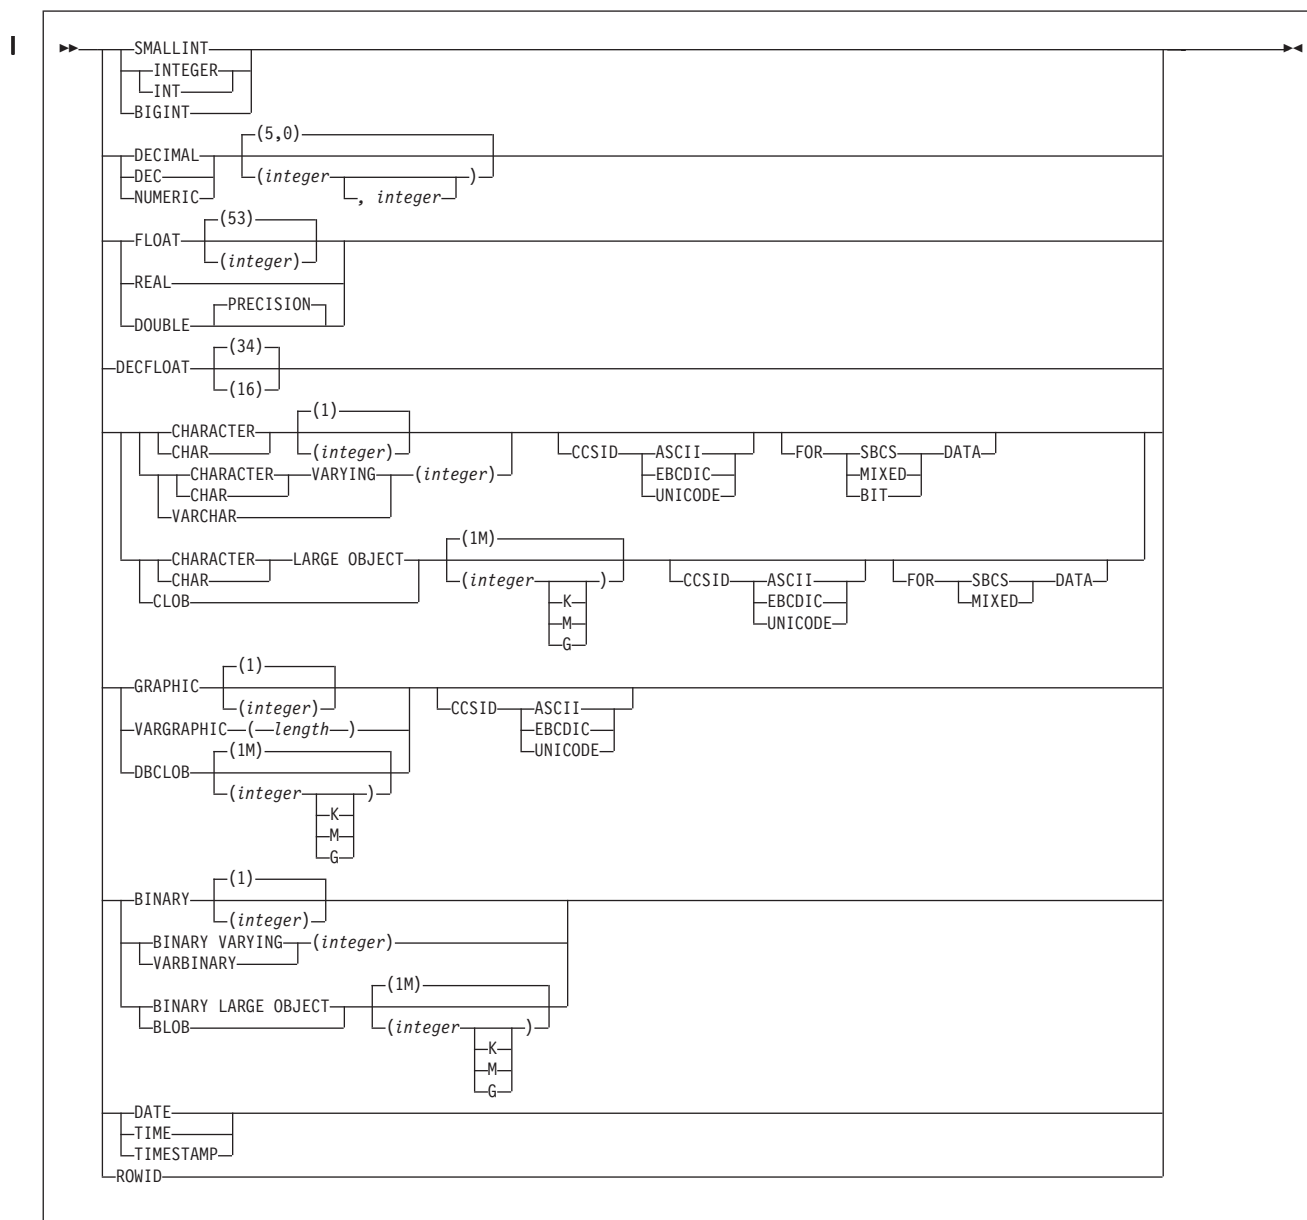 SMALLINT
INTEGER
INT
BIGINT
(5,0)
DECIMAL
DEC (integer )
NUMERIC , integer
(53)
FLOAT
(integer)
REAL
PRECISION
DOUBLE
(34)
DECFLOAT
(16)
(1)
CHARACTER
CHAR (integer) CCSID ASCII FOR SBCS DATA
CHARACTER VARYING (integer) EBCDIC MIXED
CHAR UNICODE BIT
VARCHAR
(1M)
CHARACTER LARGE OBJECT
CHAR (integer ) CCSID ASCII FOR SBCS DATA
CLOB K EBCDIC MIXED
M UNICODE
G
(1)
GRAPHIC
(integer) CCSID ASCII
VARGRAPHIC ( length ) EBCDIC
(1M) UNICODE
DBCLOB
(integer )
K
M
G
(1)
BINARY
(integer)
BINARY VARYING (integer)
VARBINARY
(1M)
BINARY LARGE OBJECT
BLOB (integer )
K
M
G
DATE
TIME
TIMESTAMP
ROWID